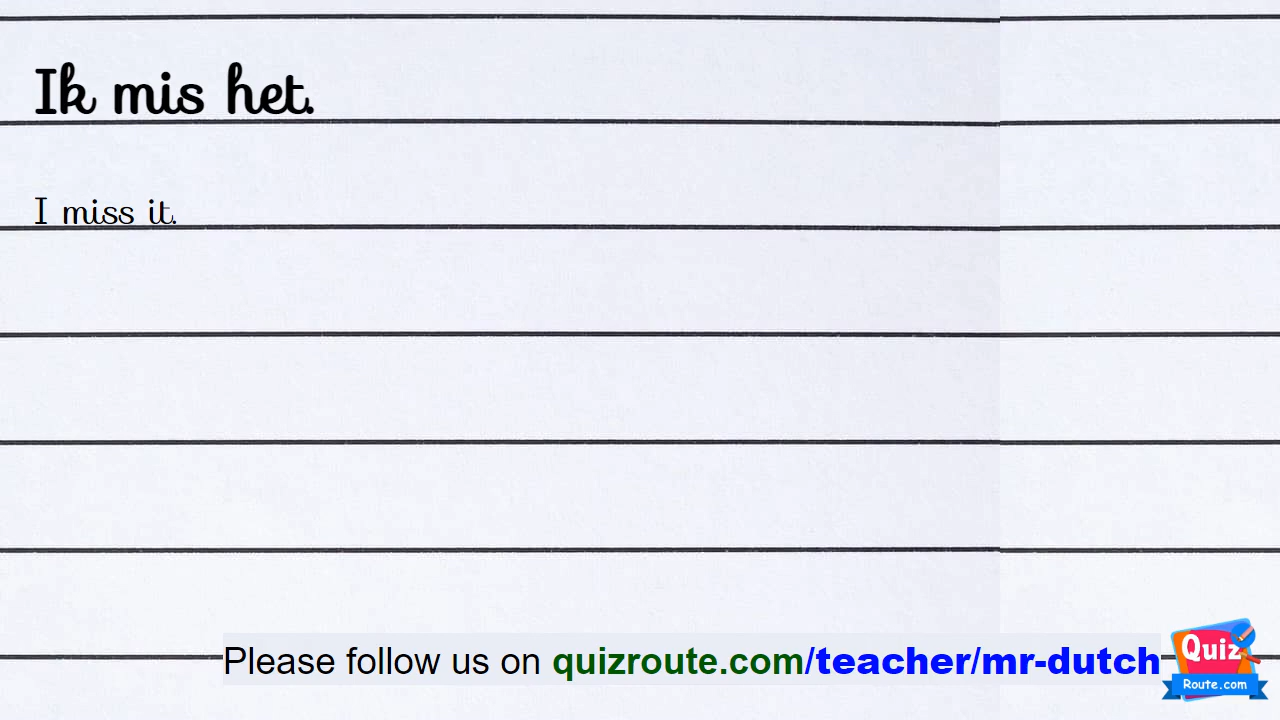 Ik mis het.
I miss it.
Please follow us on quizroute.com/teacher/mr-dutch
Quiz
Route.com